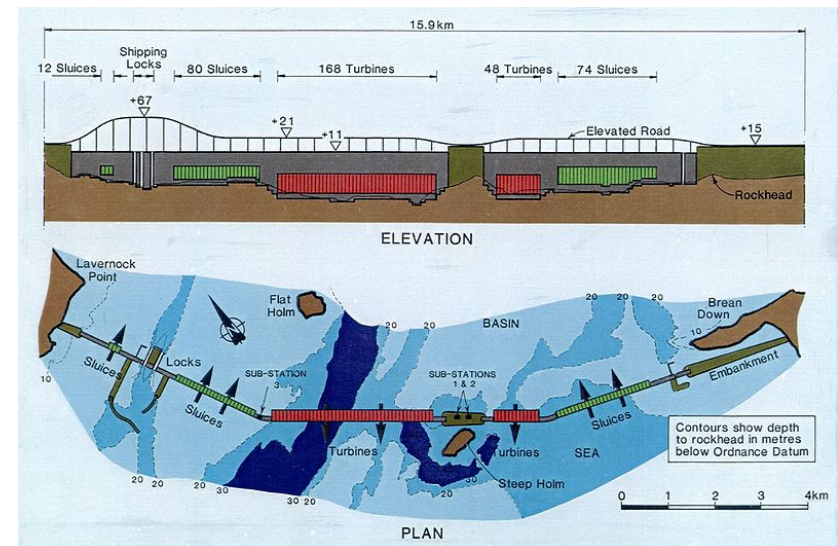 15.9km
Shipping
Locks
12 Sluices
80 Sluices
168 Turbines
48 Turbines
74 Sluices
+67
+21
+11
Elevated Road
+15
Rockhead
ELEVATION
Lavernock
Point
Flat
Holm
20
20
20
BASIN
20
20
20
Brean
Down
10
Sluices
Locks
SUB-STATION
3
SUB-STATIONS
1 & 2
Embankment
10
Sluices
Sluices
Turbines
Turbines
SEA
Steep Holm
30
20
20
20
20
30
30
20
Contours show depth
to rockhead in metres
below Ordnance Datum
0 1 2 3 4km
PLAN